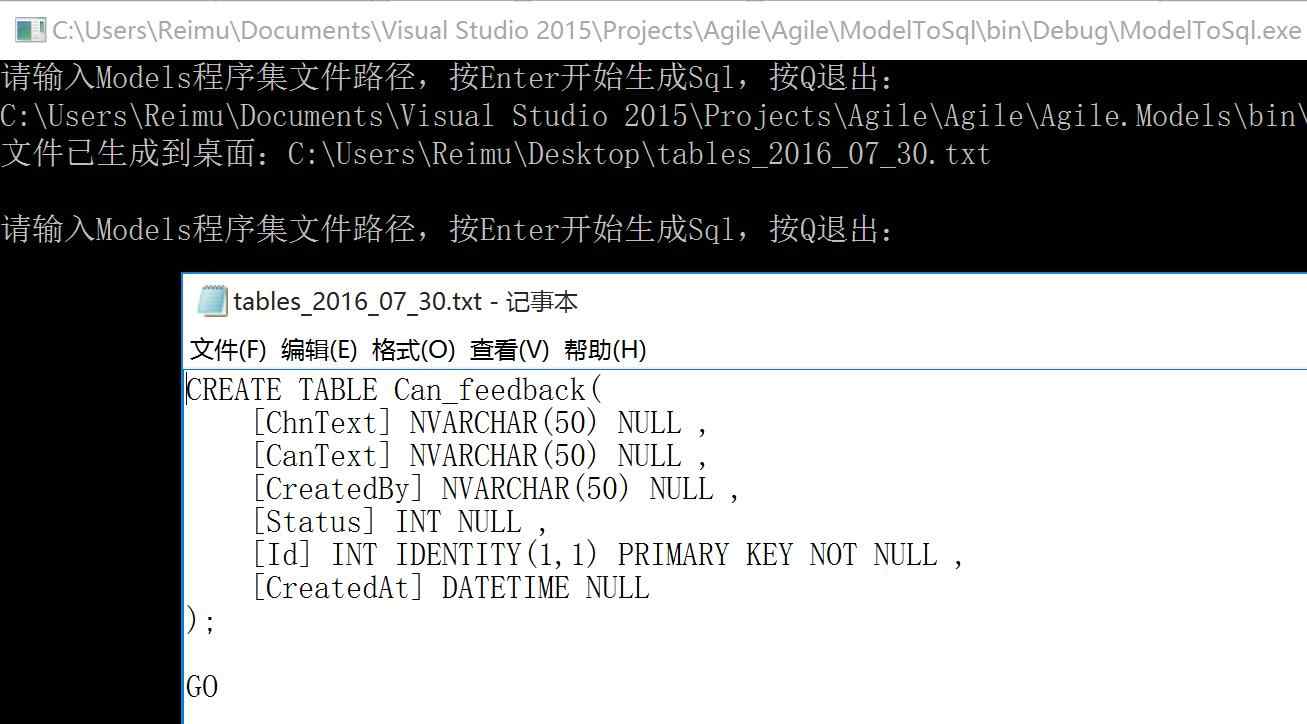 C:\Users\Reimu\Documents\Visual Studio 2015\Projects\Agile\Agile\ModelToSql\bin\Debug\ModelToSql.exe
请输入Models程序集文件路径，按Enter开始生成Sql，按Q退出：
C:\Users\Reimu\Documents\Visual Studio 2015\Projects\Agile\Agile\Agile.Models\bin\
文件已生成到桌面：C:\Users\Reimu\Desktop\tables_2016_07_30.txt
请输入Models程序集文件路径，按Enter开始生成Sql，按Q退出：
tables_2016_07_30.txt - 记事本
文件(F) 编辑(E) 格式(O) 查看(V) 帮助(H)
CREATE TABLE Can_feedback(
[ChnText] NVARCHAR(50) NULL ,
[CanText] NVARCHAR(50) NULL ,
[CreatedBy] NVARCHAR(50) NULL ,
[Status] INT NULL ,
[Id] INT IDENTITY(1,1) PRIMARY KEY NOT NULL ,
[CreatedAt] DATETIME NULL
);
GO